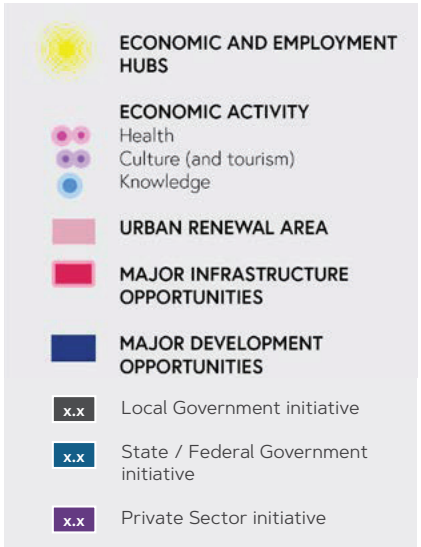 ECONOMIC AND EMPLOYMENT
HUBS
ECONOMIC ACTIVITY
Health
Culture (and tourism)
Knowledge
URBAN RENEWAL AREA
MAJOR INFRASTRUCTURE
OPPORTUNITIES
MAJOR DEVELOPMENT
OPPORTUNITIES
x.x Local Government initiative
x.x State / Federal Government
initiative
x.x Private Sector initiative